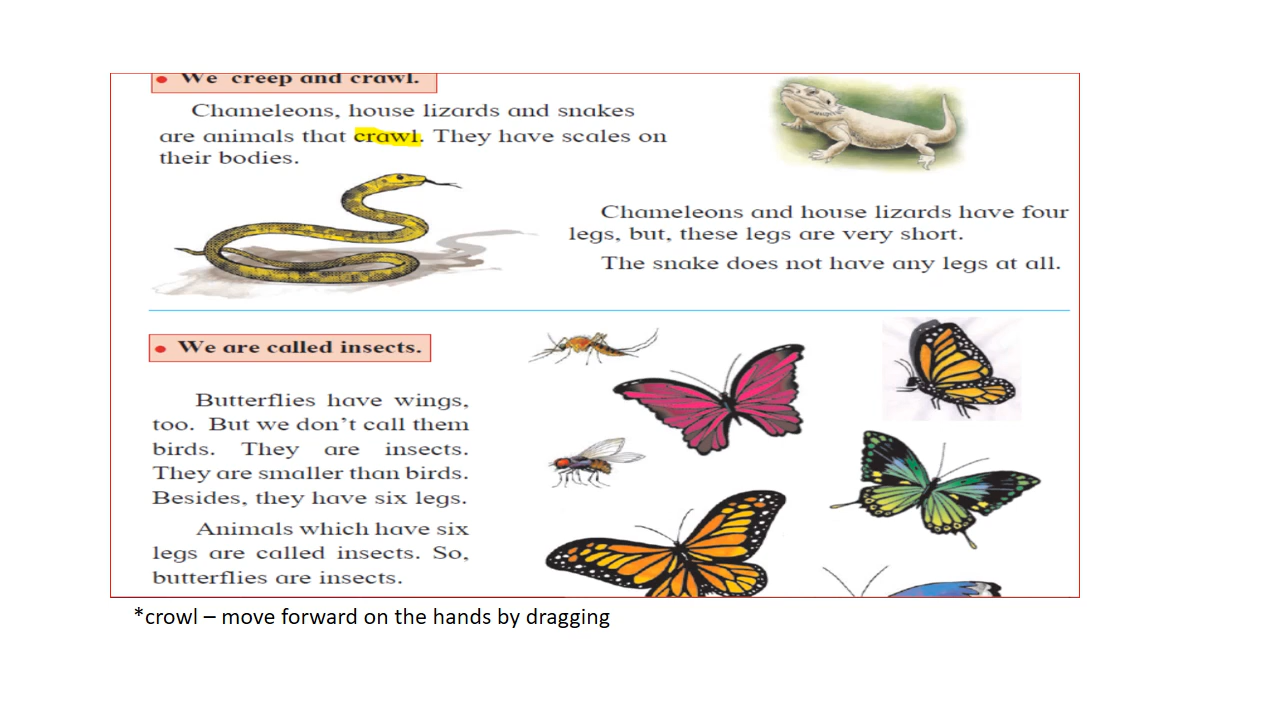 • We creep and crawl.
Chameleons, house lizards and snakes
are animals that crawl. They have scales on
their bodies.
Chameleons and house lizards have four
legs, but, these legs are very short.
The snake does not have any legs at all.
• We are called insects.
Butterflies have wings,
too. But we don't call them
birds. They are insects.
They are smaller than birds.
Besides, they have six legs.
Animals which have six
legs are called insects. So,
butterflies are insects.
*crowl – move forward on the hands by dragging